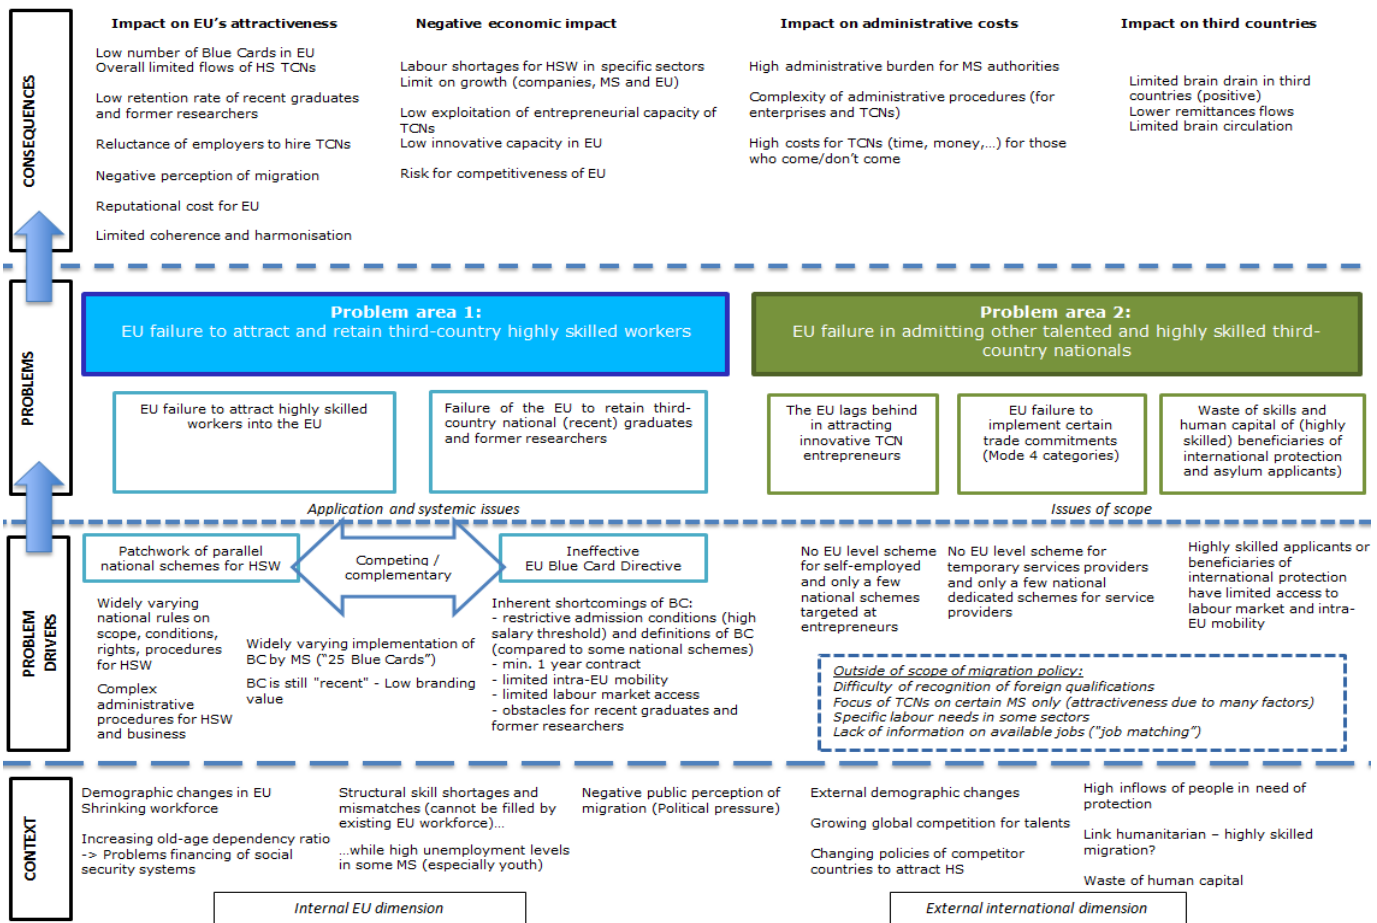 CONSEQUENCES
Impact on EU's attractiveness
Low number of Blue Cards in EU
Overall limited flows of HS TCNs
Low retention rate of recent graduates
and former researchers
Reluctance of employers to hire TCNs
Negative perception of migration
Reputational cost for EU
Limited coherence and harmonisation
Negative economic impact
Labour shortages for HSW in specific sectors
Limit on growth (companies, MS and EU)
Low exploitation of entrepreneurial capacity of
TCNs
Low innovative capacity in EU
Risk for competitiveness of EU
Impact on administrative costs
High administrative burden for MS authorities
Complexity of administrative procedures (for
enterprises and TCNs)
High costs for TCNs (time, money,...) for those
who come/don't come
Impact on third countries
Limited brain drain in third
countries (positive)
Lower remittances flows
Limited brain circulation
PROBLEMS
Problem area 1:
EU failure to attract and retain third-country highly skilled workers
EU failure to attract highly skilled
workers into the EU
Failure of the EU to retain third-
country national (recent) graduates
and former researchers
Problem area 2:
EU failure in admitting other talented and highly skilled third-
country nationals
The EU lags behind
in attracting
innovative TCN
entrepreneurs
EU failure to
implement certain
trade commitments
(Mode 4 categories)
Waste of skills and
human capital of (highly
skilled) beneficiaries of
international protection
and asylum applicants)
Application and systemic issues
Issues of scope
PROBLEM
DRIVERS
Patchwork of parallel
national schemes for HSW
Competing /
complementary
Ineffective
EU Blue Card Directive
Widely varying
national rules on
scope, conditions,
rights, procedures
for HSW
Complex
administrative
procedures for HSW
and business
Widely varying implementation of
BC by MS ("25 Blue Cards")
BC is still "recent" - Low branding
value
Inherent shortcomings of BC:
- restrictive admission conditions (high
salary threshold) and definitions of BC
(compared to some national schemes)
- min. 1 year contract
- limited intra-EU mobility
- limited labour market access
- obstacles for recent graduates and
former researchers
No EU level scheme
for self-employed
and only a few
national schemes
targeted at
entrepreneurs
No EU level scheme for
temporary services providers
and only a few national
dedicated schemes for service
providers
Highly skilled applicants or
beneficiaries of
international protection
have limited access to
labour market and intra-
EU mobility
Outside of scope of migration policy:
Difficulty of recognition of foreign qualifications
Focus of TCNs on certain MS only (attractiveness due to many factors)
Specific labour needs in some sectors
Lack of information on available jobs ("job matching")
CONTEXT
Demographic changes in EU
Shrinking workforce
Increasing old-age dependency ratio
-> Problems financing of social
security systems
Structural skill shortages and
mismatches (cannot be filled by
existing EU workforce)...
...while high unemployment levels
in some MS (especially youth)
Negative public perception of
migration (Political pressure)
External demographic changes
Growing global competition for talents
Changing policies of competitor
countries to attract HS
High inflows of people in need of
protection
Link humanitarian – highly skilled
migration?
Waste of human capital
Internal EU dimension
External international dimension